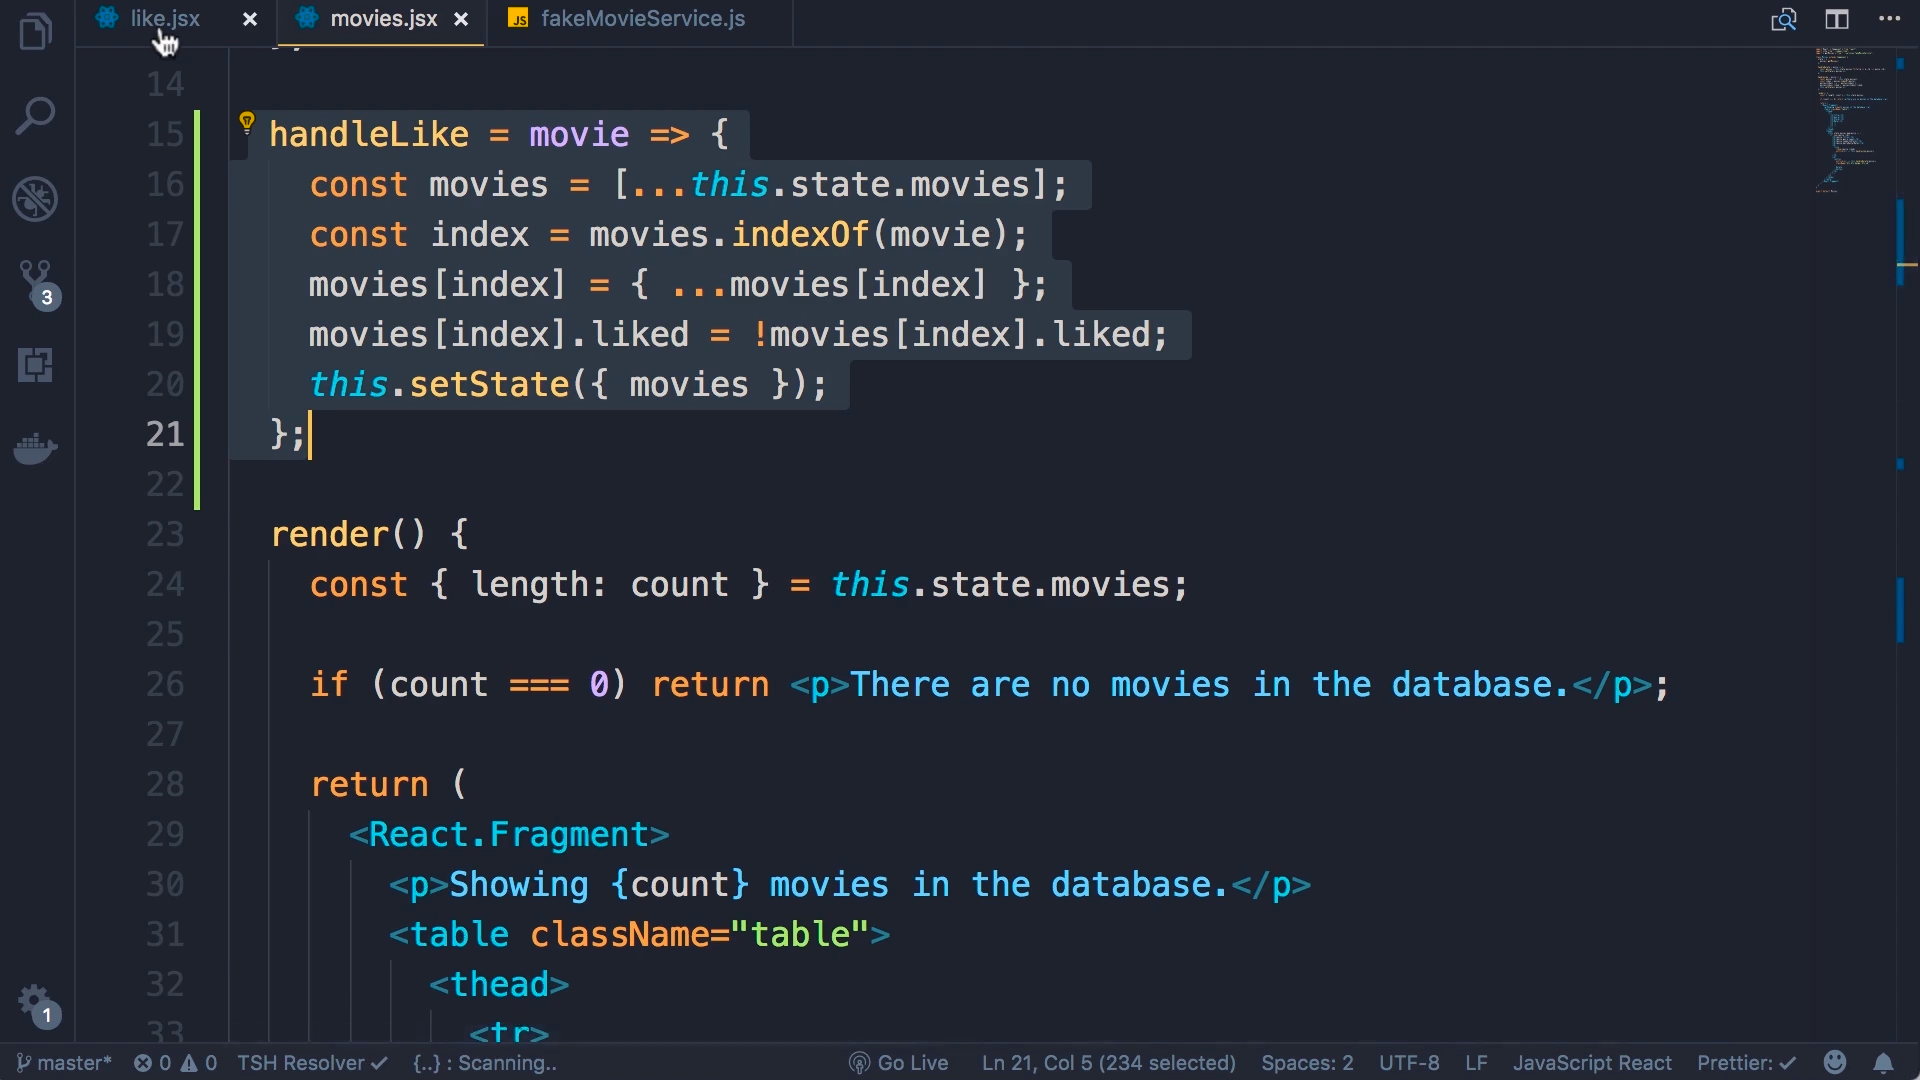 like.jsx
movies.jsx
JS fakeMovieService.js
14
15 handleLike = movie => {
16 const movies = [...this.state.movies];
17 const index = movies.indexOf(movie);
18 movies[index] = { ...movies[index] };
19 movies[index].liked = !movies[index].liked;
20 this.setState({ movies });
21 };
22
23 render() {
24 const { length: count } = this.state.movies;
25
26 if (count === 0) return <p>There are no movies in the database.</p>;
27
28 return (
29 <React.Fragment>
30 <p>Showing {count} movies in the database.</p>
31 <table className="table">
32 <thead>
33 <tr>
3
1
master* 0 0 TSH Resolver {..} : Scanning.. Go Live Ln 21, Col 5 (234 selected) Spaces: 2 UTF-8 LF JavaScript React Prettier: